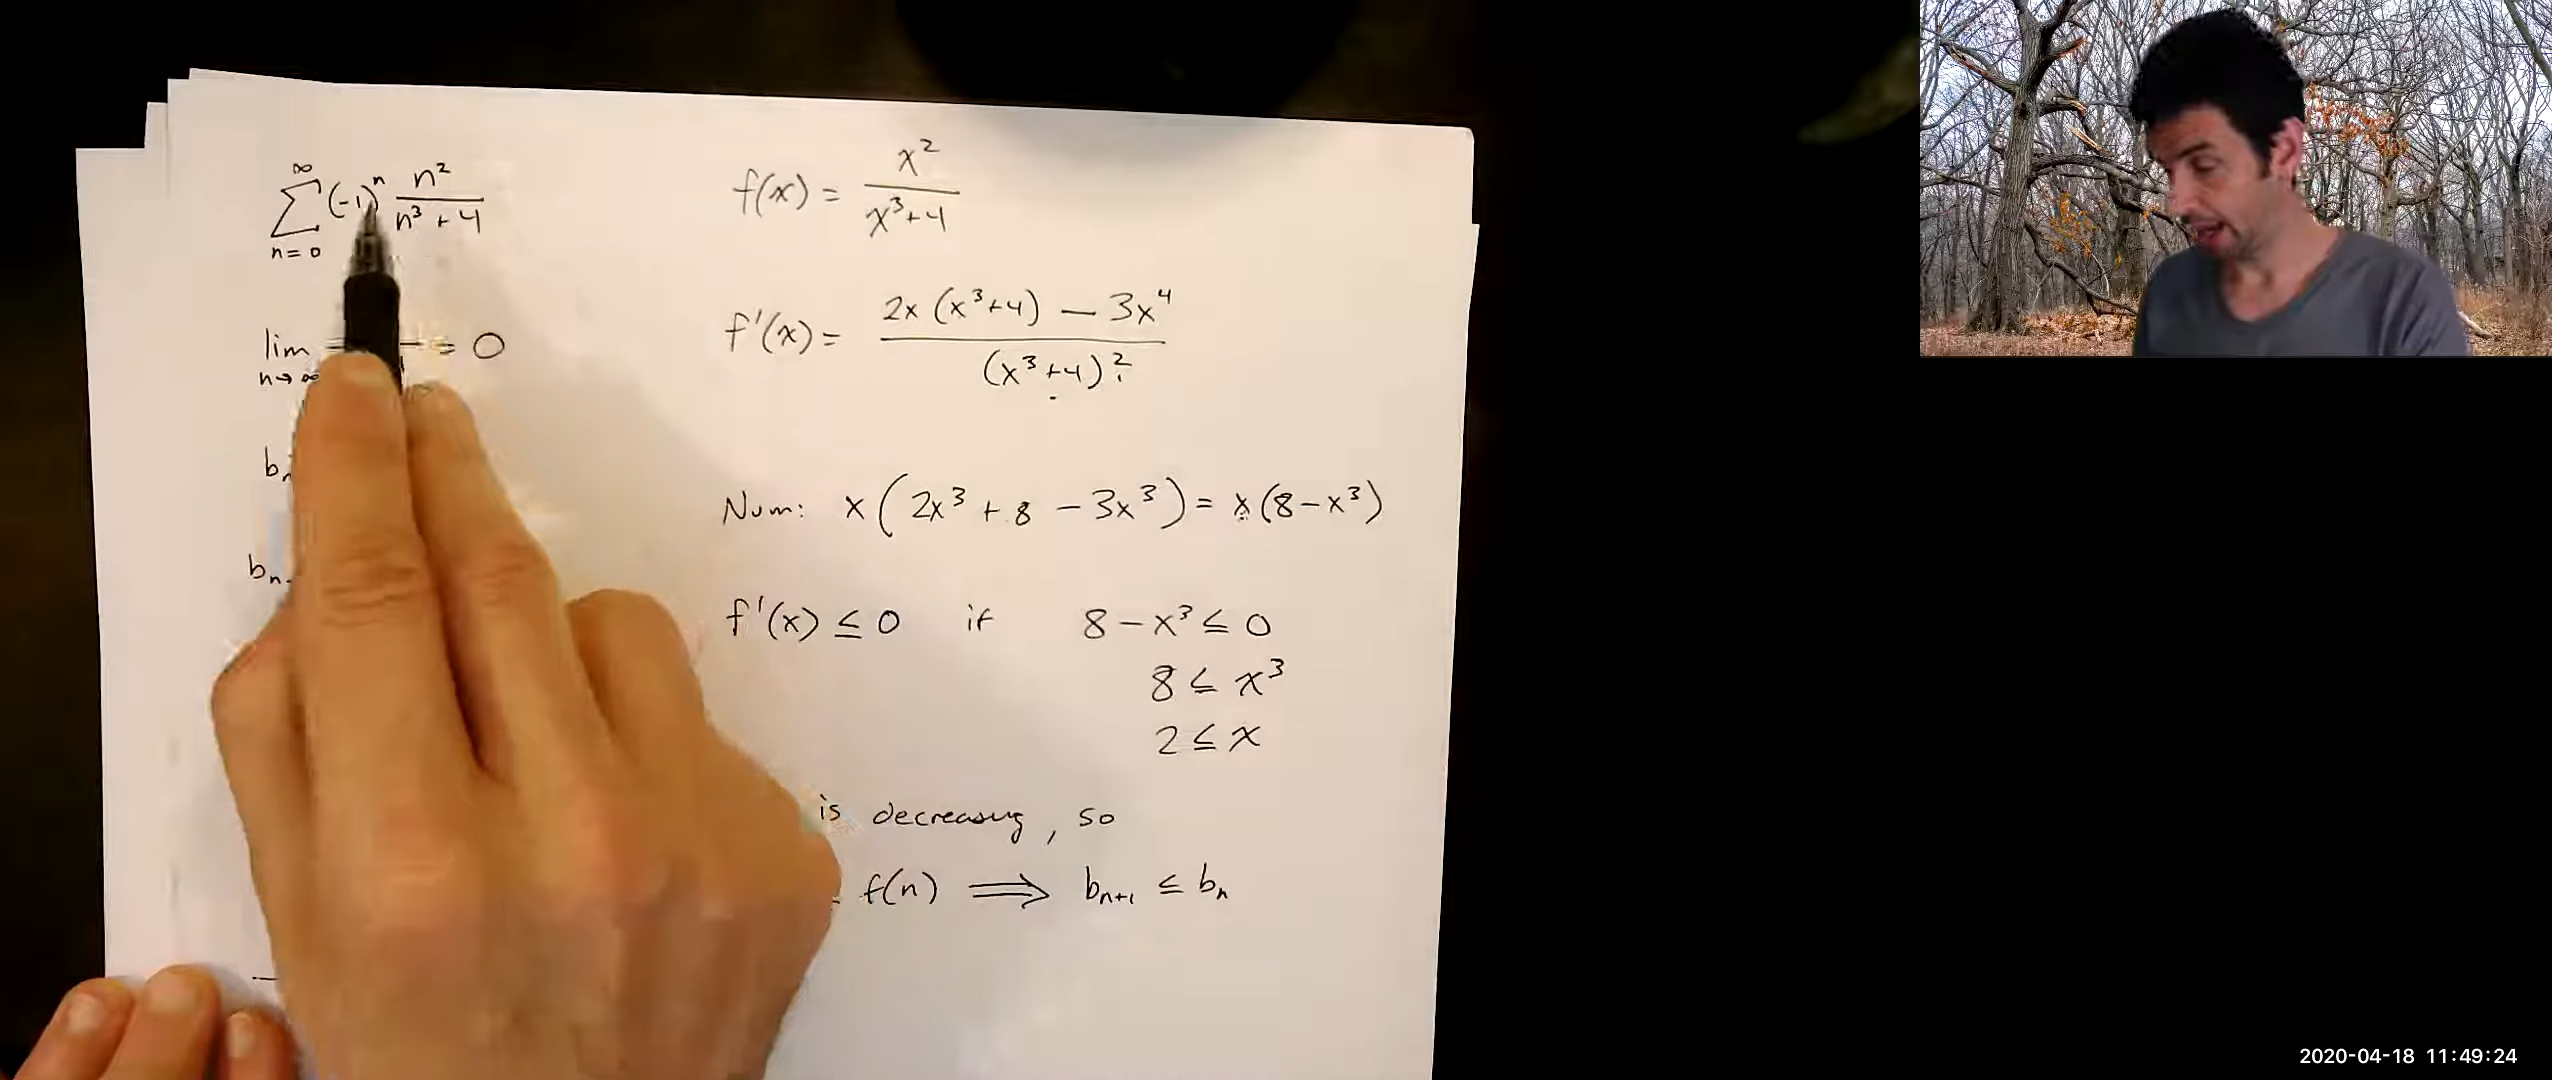 ∞
∑ (-1)^n n²/(n³+4)
n=0
lim = 0
n→∞
b_n
b_n
f(x) = x²/(x³+4)
f'(x) = (2x(x³+4) − 3x⁴)/(x³+4)²
Num: x(2x³ + 8 − 3x³) = x(8−x³)
f'(x) ≤ 0 if 8−x³ ≤ 0
8 ≤ x³
2 ≤ x
is decreasing, so
f(n) ⟹ b_{n+1} ≤ b_n
2020-04-18 11:49:24